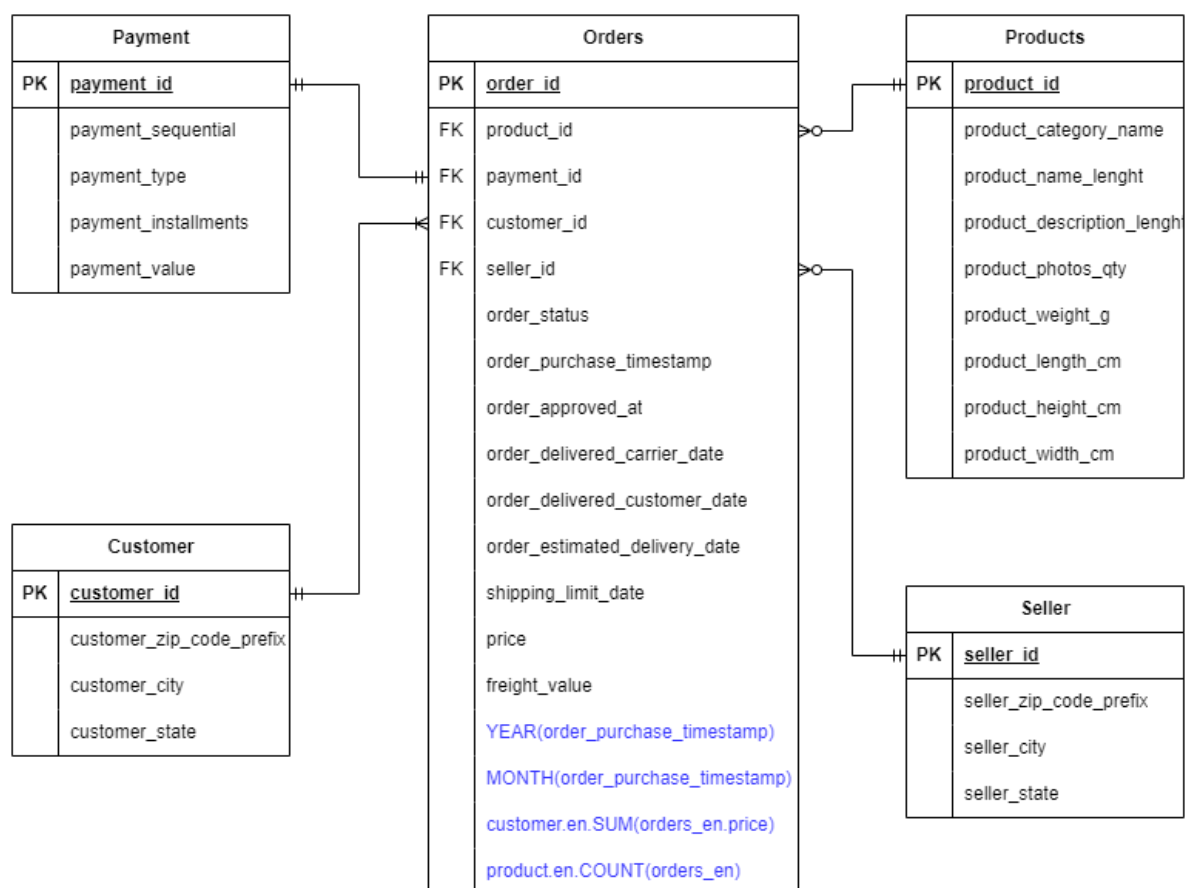 Payment
PK payment_id
payment_sequential
payment_type
payment_installments
payment_value
Orders
PK order_id
FK product_id
FK payment_id
FK customer_id
FK seller_id
order_status
order_purchase_timestamp
order_approved_at
order_delivered_carrier_date
order_delivered_customer_date
order_estimated_delivery_date
shipping_limit_date
price
freight_value
YEAR(order_purchase_timestamp)
MONTH(order_purchase_timestamp)
customer.en.SUM(orders_en.price)
product.en.COUNT(orders_en)
Products
PK product_id
product_category_name
product_name_lenght
product_description_lenght
product_photos_qty
product_weight_g
product_length_cm
product_height_cm
product_width_cm
Customer
PK customer_id
customer_zip_code_prefix
customer_city
customer_state
Seller
PK seller_id
seller_zip_code_prefix
seller_city
seller_state